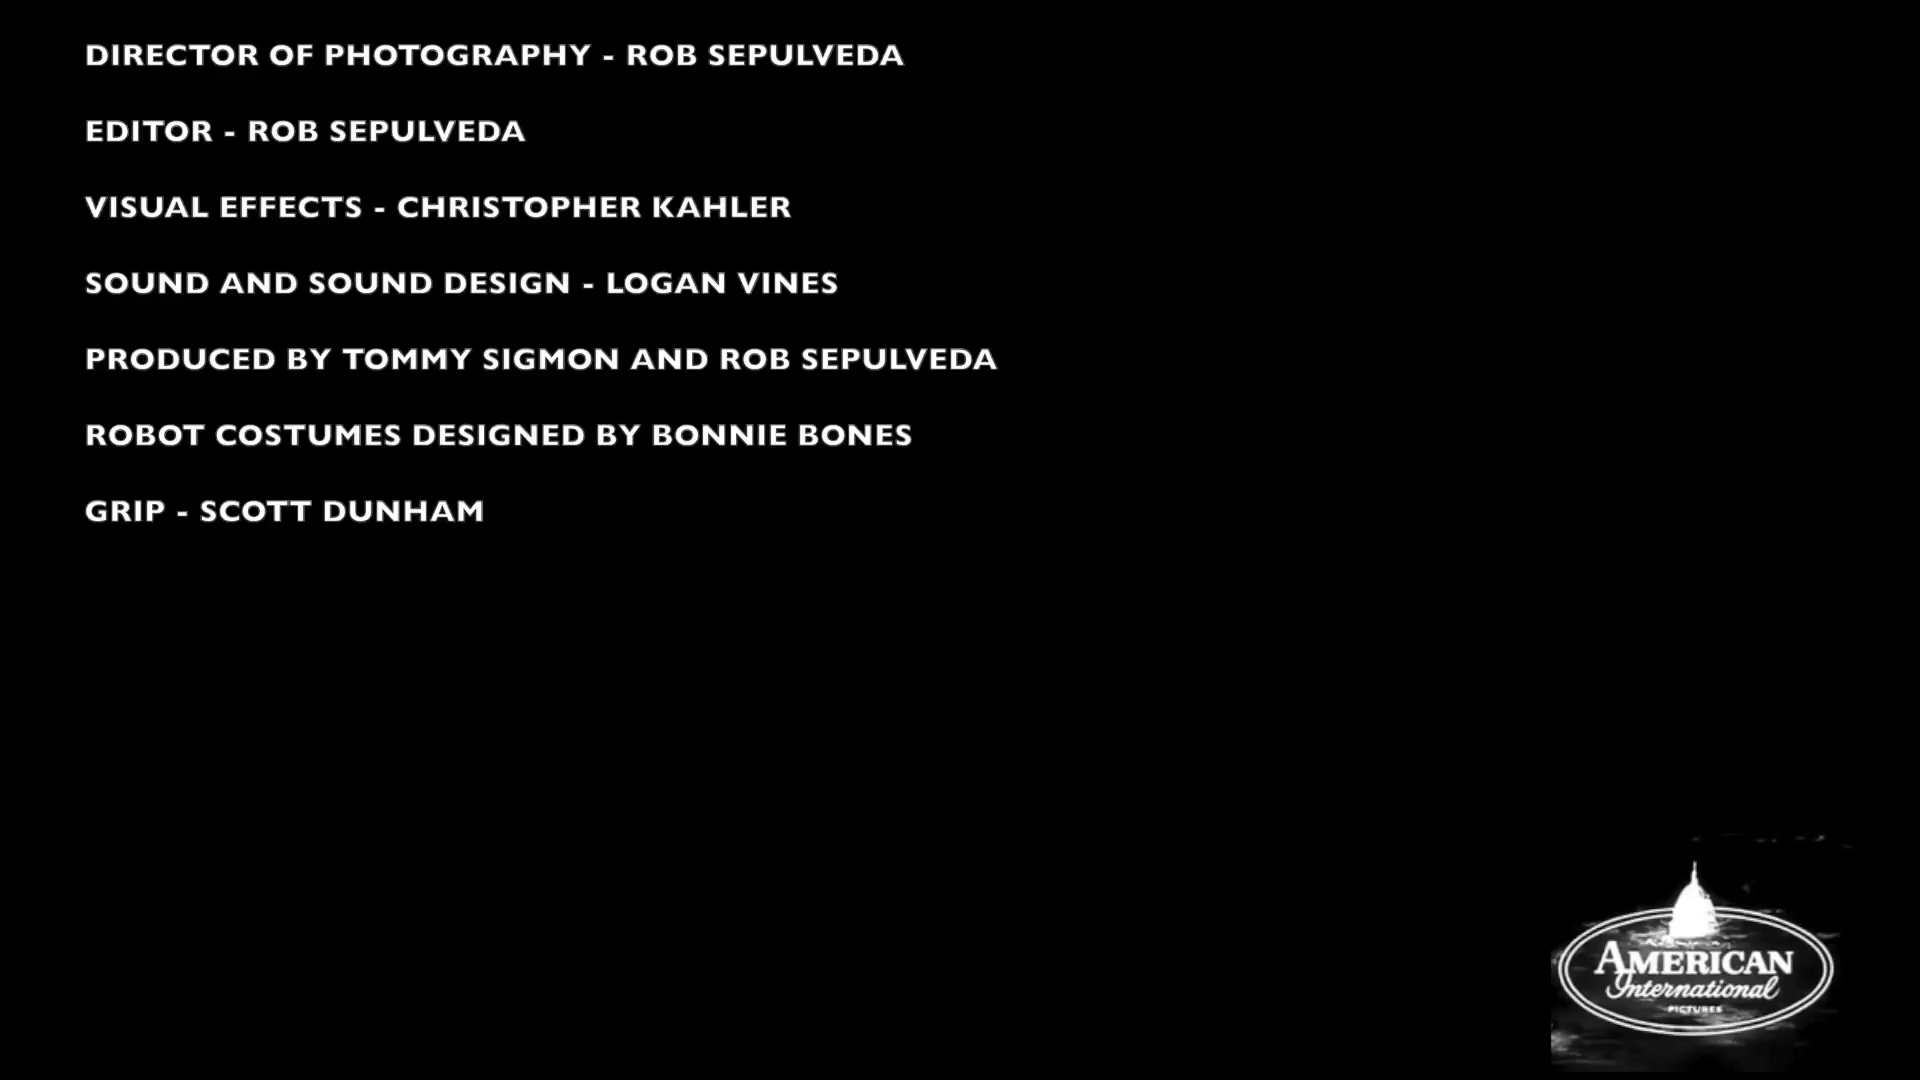 DIRECTOR OF PHOTOGRAPHY - ROB SEPULVEDA
EDITOR - ROB SEPULVEDA
VISUAL EFFECTS - CHRISTOPHER KAHLER
SOUND AND SOUND DESIGN - LOGAN VINES
PRODUCED BY TOMMY SIGMON AND ROB SEPULVEDA
ROBOT COSTUMES DESIGNED BY BONNIE BONES
GRIP - SCOTT DUNHAM
AMERICAN
International
PICTURES